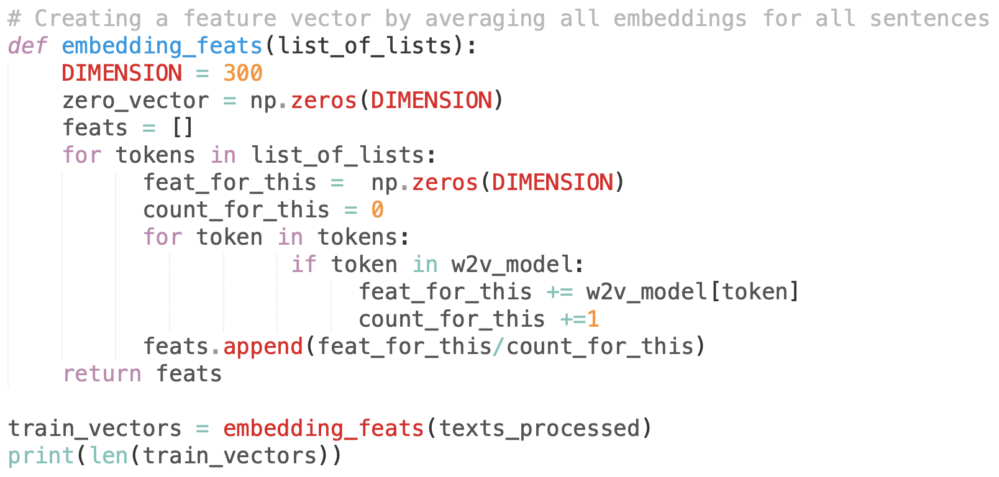 # Creating a feature vector by averaging all embeddings for all sentences
def embedding_feats(list_of_lists):
    DIMENSION = 300
    zero_vector = np.zeros(DIMENSION)
    feats = []
    for tokens in list_of_lists:
          feat_for_this =  np.zeros(DIMENSION)
          count_for_this = 0
          for token in tokens:
                     if token in w2v_model:
                          feat_for_this += w2v_model[token]
                          count_for_this +=1
          feats.append(feat_for_this/count_for_this)
    return feats

train_vectors = embedding_feats(texts_processed)
print(len(train_vectors))